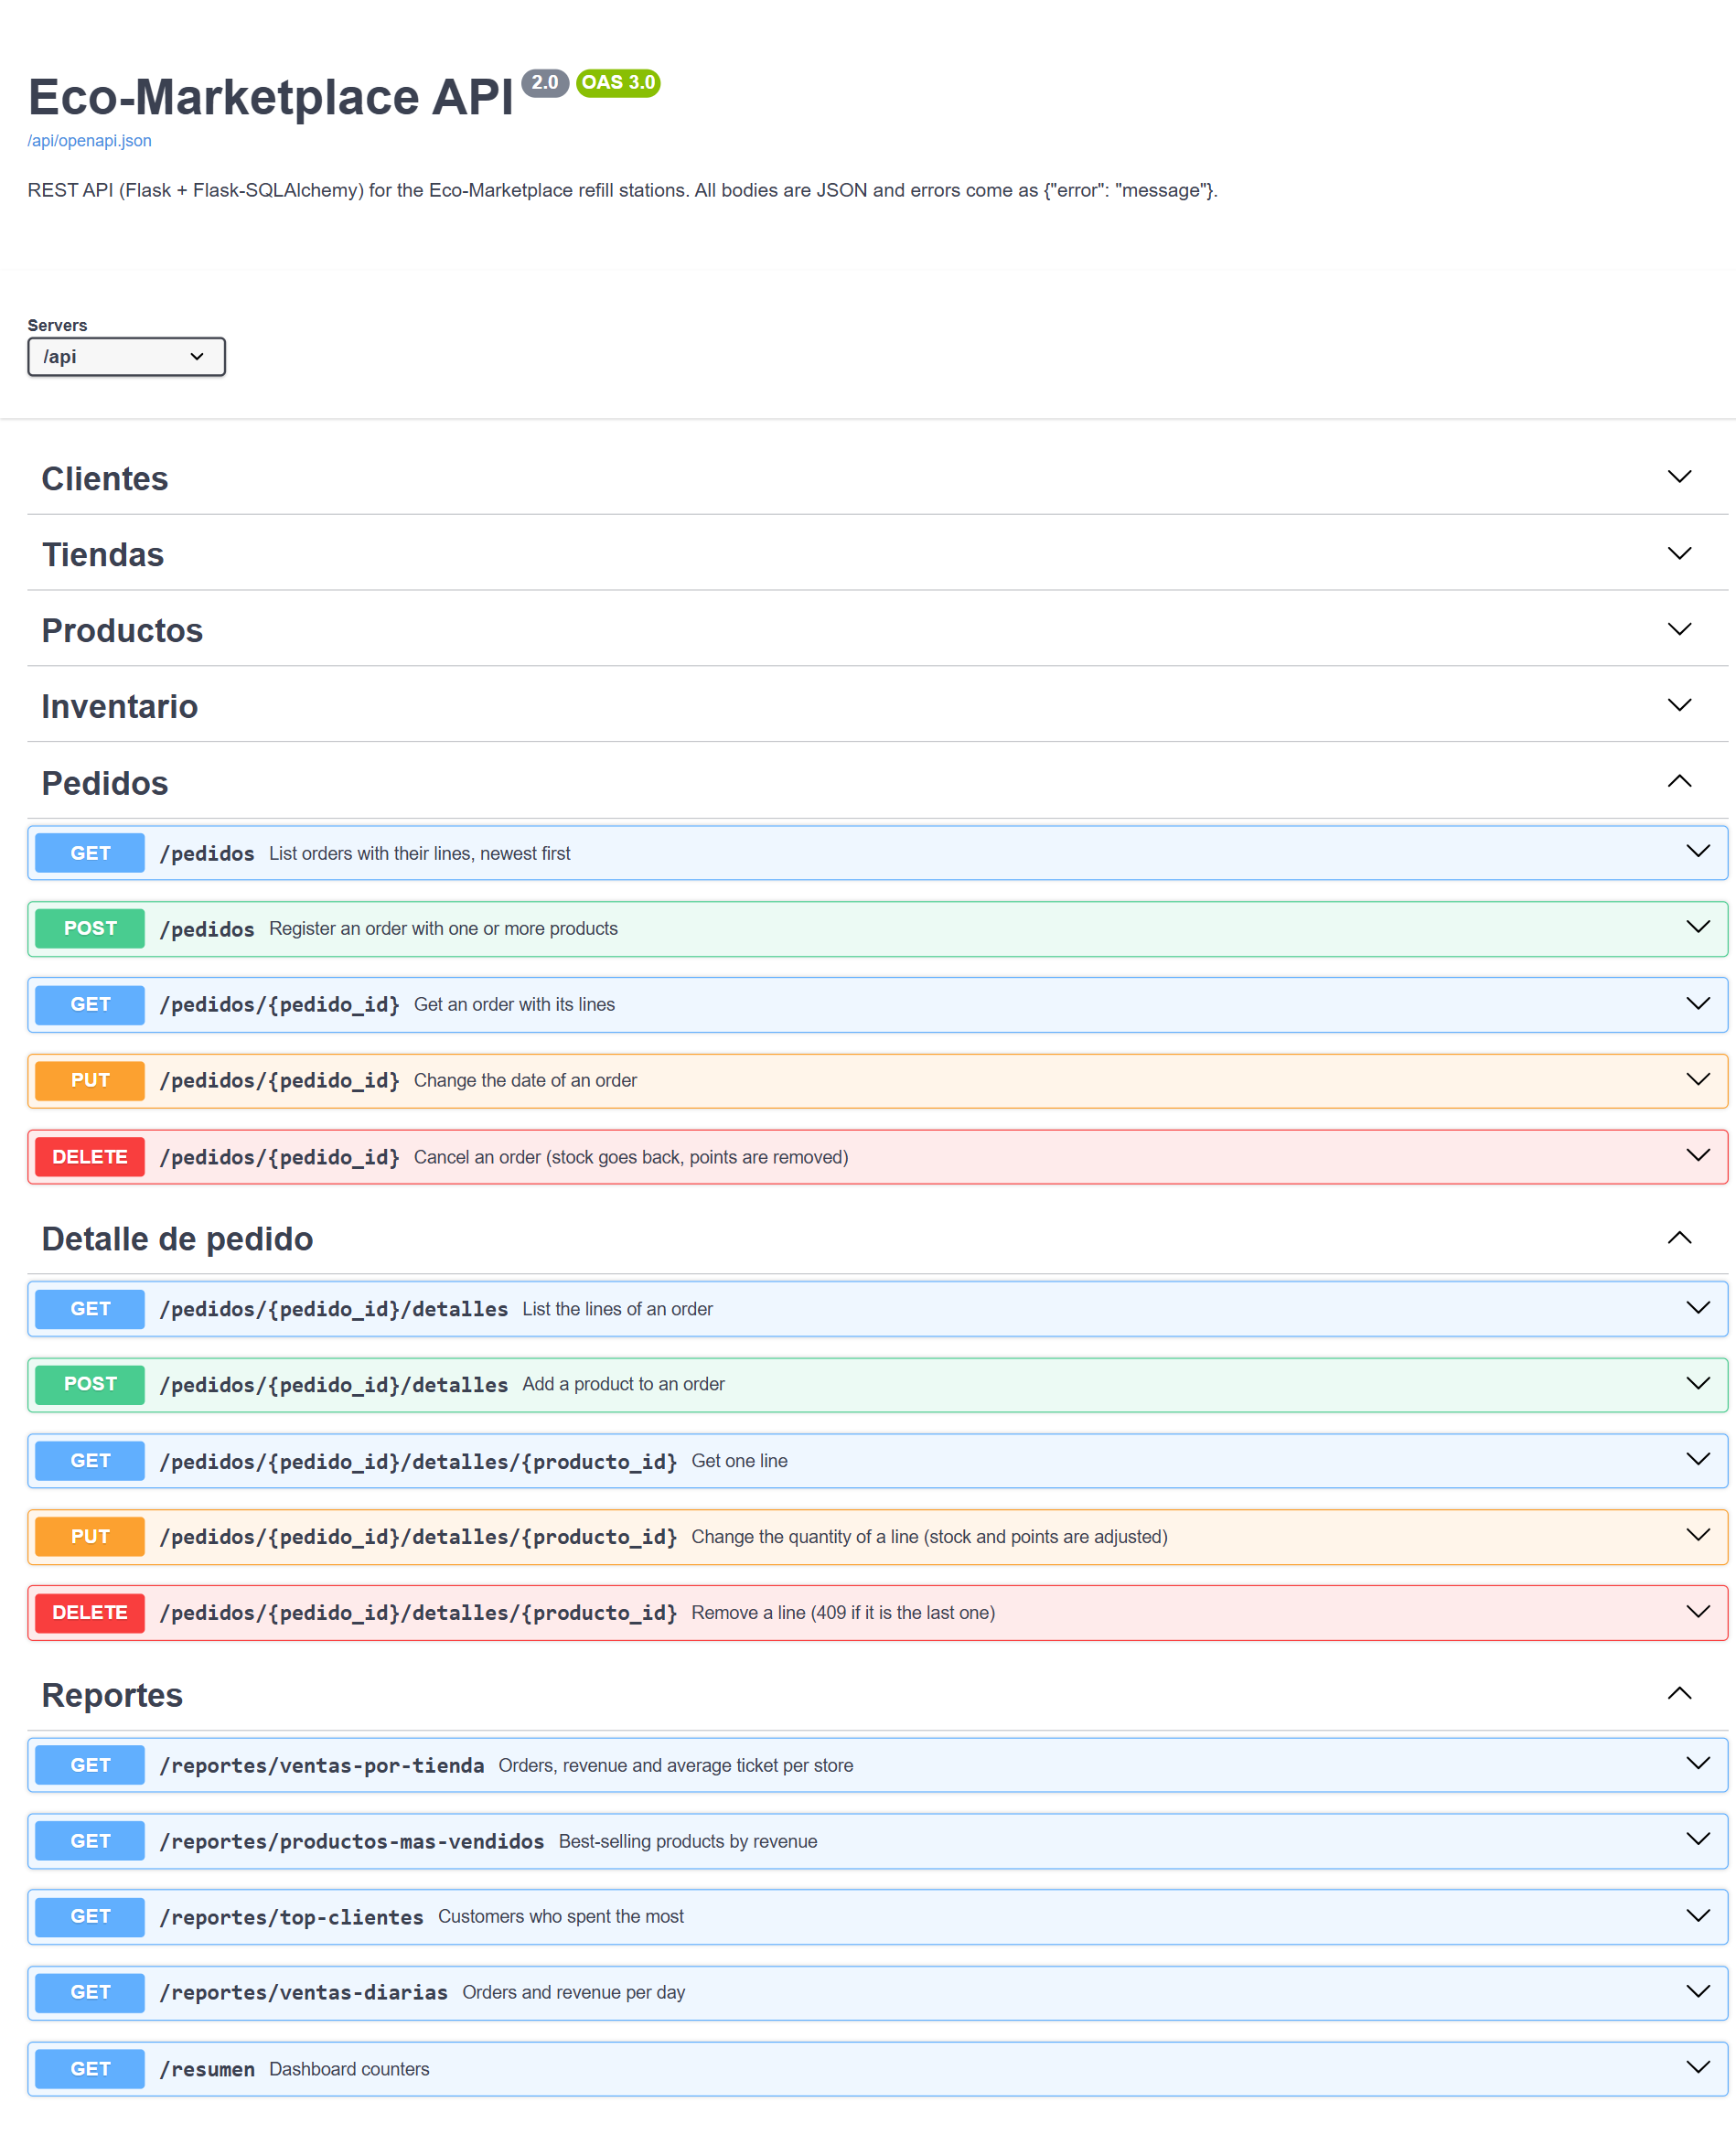 Eco-Marketplace API 2.0 OAS 3.0
/api/openapi.json
REST API (Flask + Flask-SQLAlchemy) for the Eco-Marketplace refill stations. All bodies are JSON and errors come as {"error": "message"}.
Servers
/api
Clientes
Tiendas
Productos
Inventario
Pedidos
GET /pedidos List orders with their lines, newest first
POST /pedidos Register an order with one or more products
GET /pedidos/{pedido_id} Get an order with its lines
PUT /pedidos/{pedido_id} Change the date of an order
DELETE /pedidos/{pedido_id} Cancel an order (stock goes back, points are removed)
Detalle de pedido
GET /pedidos/{pedido_id}/detalles List the lines of an order
POST /pedidos/{pedido_id}/detalles Add a product to an order
GET /pedidos/{pedido_id}/detalles/{producto_id} Get one line
PUT /pedidos/{pedido_id}/detalles/{producto_id} Change the quantity of a line (stock and points are adjusted)
DELETE /pedidos/{pedido_id}/detalles/{producto_id} Remove a line (409 if it is the last one)
Reportes
GET /reportes/ventas-por-tienda Orders, revenue and average ticket per store
GET /reportes/productos-mas-vendidos Best-selling products by revenue
GET /reportes/top-clientes Customers who spent the most
GET /reportes/ventas-diarias Orders and revenue per day
GET /resumen Dashboard counters